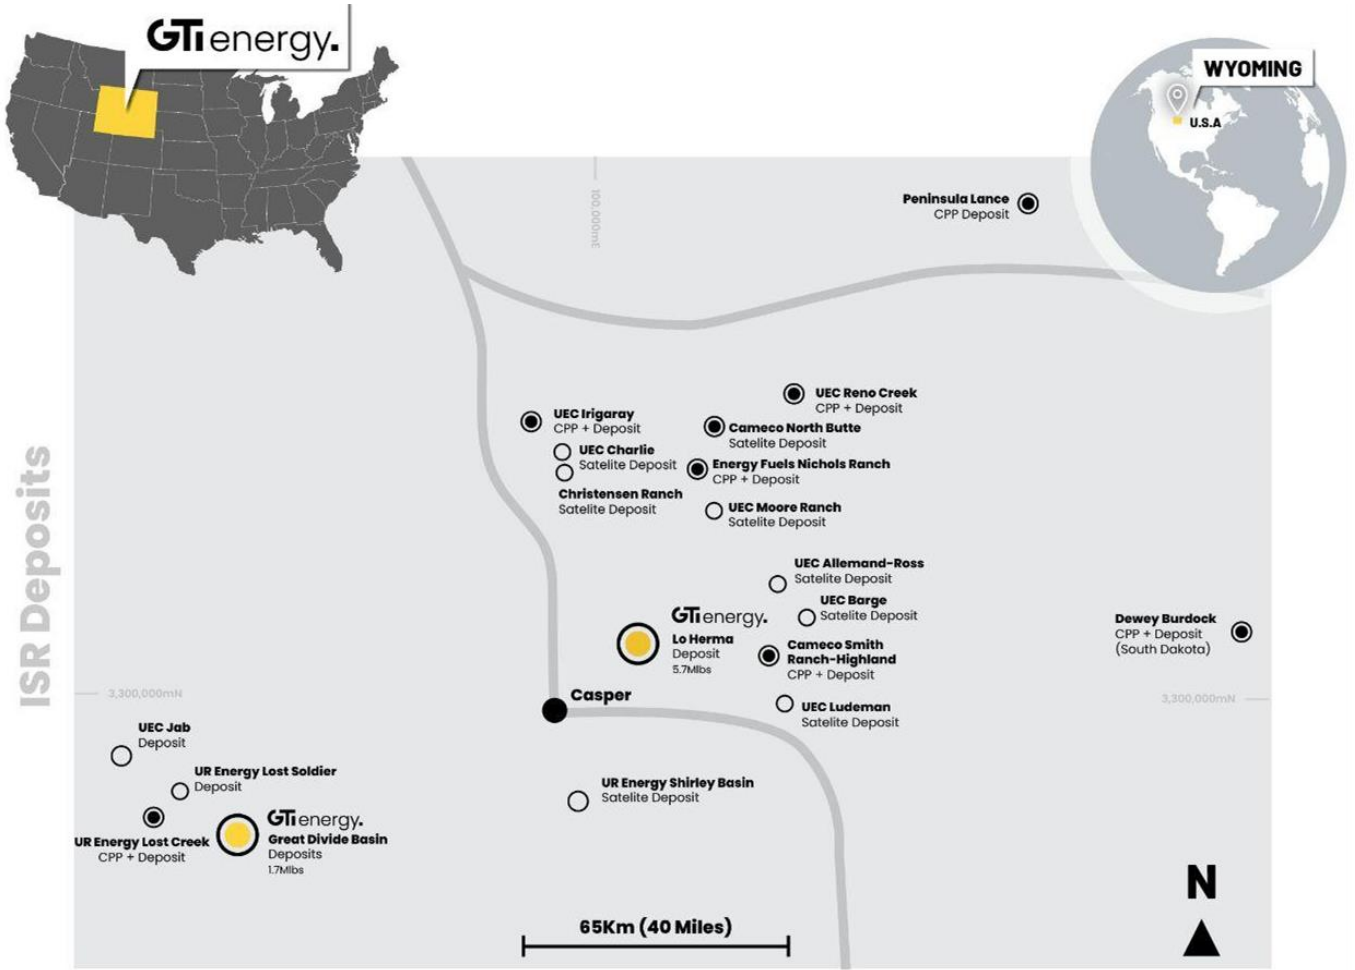 GTi energy.
WYOMING
U.S.A
100,000mE
Peninsula Lance
CPP Deposit
UEC Reno Creek
CPP + Deposit
UEC Irigaray
CPP + Deposit
Cameco North Butte
Satelite Deposit
UEC Charlie
Satelite Deposit
Energy Fuels Nichols Ranch
CPP + Deposit
Christensen Ranch
Satelite Deposit
UEC Moore Ranch
Satelite Deposit
ISR Deposits
UEC Allemand-Ross
Satelite Deposit
UEC Barge
Satelite Deposit
GTi energy.
Lo Herma
Deposit
5.7Mlbs
Dewey Burdock
CPP + Deposit
(South Dakota)
Cameco Smith
Ranch-Highland
CPP + Deposit
3,300,000mN
3,300,000mN
Casper
UEC Ludeman
Satelite Deposit
UEC Jab
Deposit
UR Energy Lost Soldier
Deposit
UR Energy Shirley Basin
Satelite Deposit
UR Energy Lost Creek
CPP + Deposit
GTi energy.
Great Divide Basin
Deposits
1.7Mlbs
65Km (40 Miles)
N